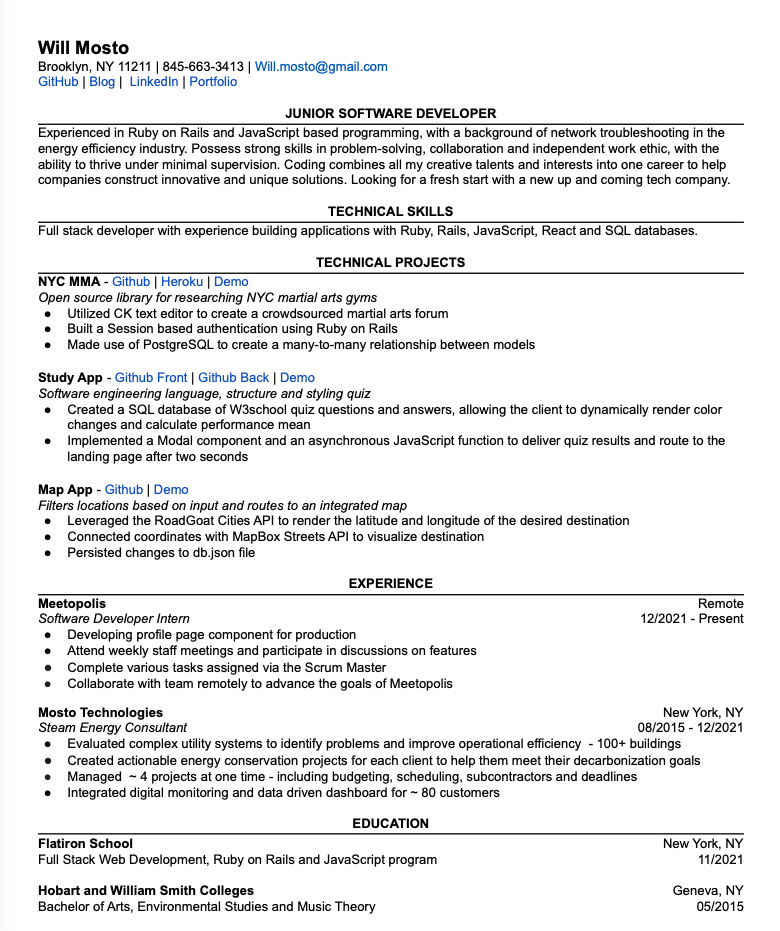 Will Mosto
Brooklyn, NY 11211 | 845-663-3413 | Will.mosto@gmail.com
GitHub | Blog | LinkedIn | Portfolio
JUNIOR SOFTWARE DEVELOPER
Experienced in Ruby on Rails and JavaScript based programming, with a background of network troubleshooting in the
energy efficiency industry. Possess strong skills in problem-solving, collaboration and independent work ethic, with the
ability to thrive under minimal supervision. Coding combines all my creative talents and interests into one career to help
companies construct innovative and unique solutions. Looking for a fresh start with a new up and coming tech company.
TECHNICAL SKILLS
Full stack developer with experience building applications with Ruby, Rails, JavaScript, React and SQL databases.
TECHNICAL PROJECTS
NYC MMA - Github | Heroku | Demo
Open source library for researching NYC martial arts gyms
● Utilized CK text editor to create a crowdsourced martial arts forum
● Built a Session based authentication using Ruby on Rails
● Made use of PostgreSQL to create a many-to-many relationship between models
Study App - Github Front | Github Back | Demo
Software engineering language, structure and styling quiz
● Created a SQL database of W3school quiz questions and answers, allowing the client to dynamically render color
changes and calculate performance mean
● Implemented a Modal component and an asynchronous JavaScript function to deliver quiz results and route to the
landing page after two seconds
Map App - Github | Demo
Filters locations based on input and routes to an integrated map
● Leveraged the RoadGoat Cities API to render the latitude and longitude of the desired destination
● Connected coordinates with MapBox Streets API to visualize destination
● Persisted changes to db.json file
EXPERIENCE
Meetopolis Remote
Software Developer Intern 12/2021 - Present
● Developing profile page component for production
● Attend weekly staff meetings and participate in discussions on features
● Complete various tasks assigned via the Scrum Master
● Collaborate with team remotely to advance the goals of Meetopolis
Mosto Technologies New York, NY
Steam Energy Consultant 08/2015 - 12/2021
● Evaluated complex utility systems to identify problems and improve operational efficiency - 100+ buildings
● Created actionable energy conservation projects for each client to help them meet their decarbonization goals
● Managed ~ 4 projects at one time - including budgeting, scheduling, subcontractors and deadlines
● Integrated digital monitoring and data driven dashboard for ~ 80 customers
EDUCATION
Flatiron School New York, NY
Full Stack Web Development, Ruby on Rails and JavaScript program 11/2021
Hobart and William Smith Colleges Geneva, NY
Bachelor of Arts, Environmental Studies and Music Theory 05/2015